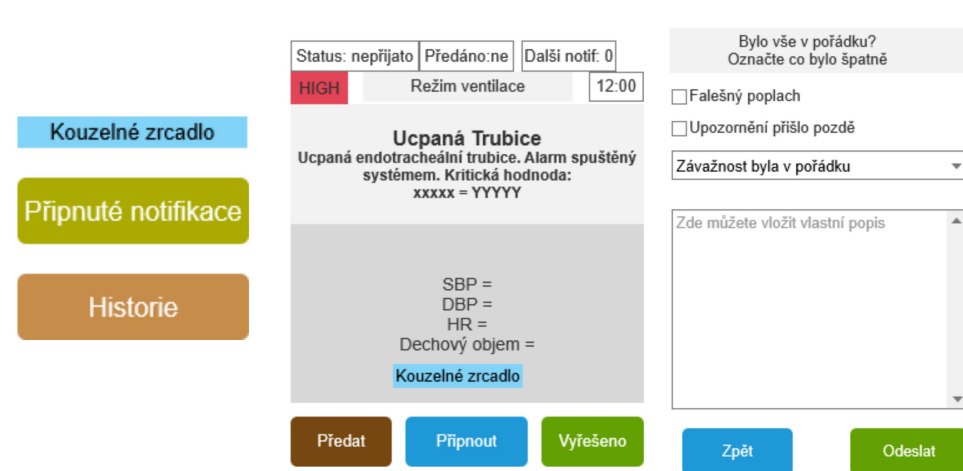 Kouzelné zrcadlo
Připnuté notifikace
Historie
Status: nepřijato
Předáno:ne
Dalši notif: 0
HIGH
Režim ventilace
12:00
Ucpaná Trubice
Ucpaná endotracheální trubice. Alarm spuštěný
systémem. Kritická hodnoda:
xxxxx = YYYYY
SBP =
DBP =
HR =
Dechový objem =
Kouzelné zrcadlo
Předat
Připnout
Vyřešeno
Bylo vše v pořádku?
Označte co bylo špatně
Falešný poplach
Upozornění přišlo pozdě
Závažnost byla v pořádku
Zde můžete vložit vlastní popis
Zpět
Odeslat